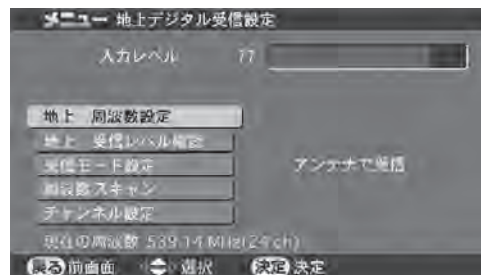 メニュー 地上デジタル受信設定
入力レベル 77
地上 周波数設定
地上 受信レベル確認
受信モード設定
アンテナで受信
周波数スキャン
チャンネル設定
現在の周波数 539.14 MHz(24ch)
戻る 前画面 選択 決定 決定